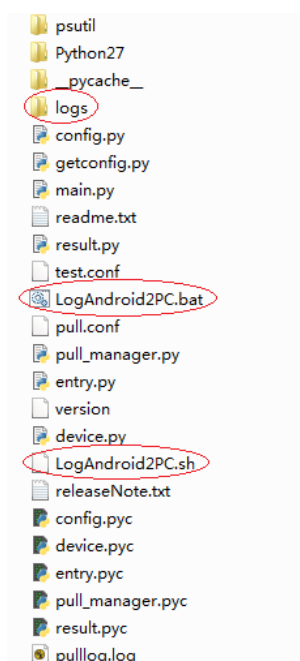 psutil
Python27
__pycache__
logs
config.py
getconfig.py
main.py
readme.txt
result.py
test.conf
LogAndroid2PC.bat
pull.conf
pull_manager.py
entry.py
version
device.py
LogAndroid2PC.sh
releaseNote.txt
config.pyc
device.pyc
entry.pyc
pull_manager.pyc
result.pyc
pulllog.log